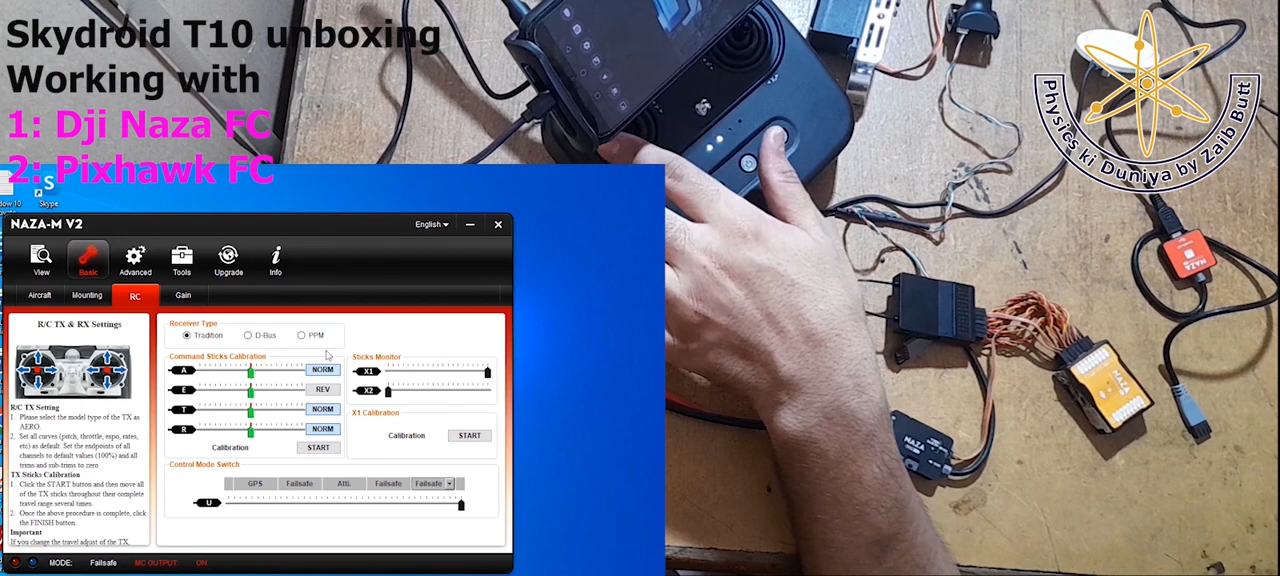 Skydroid T10 unboxing
Working with
1: Dji Naza FC
2: Pixhawk FC
Physics ki Duniya by Zaib Butt
Skype
NAZA-M V2
English
View
Basic
Advanced
Tools
Upgrade
Info
Aircraft
Mounting
RC
Gain
R/C TX & RX Settings
R/C TX Setting
1. Please select the model type of the TX as
AERO.
2. Set all curves (pitch, throttle, expo, rates,
etc) as default. Set the endpoints of all
channels to default values (100%) and all
trims and sub-trims to zero.
TX Sticks Calibration
1. Click the START button and then move all
of the TX sticks throughout their complete
travel range several times.
2. Once the above procedure is complete, click
the FINISH button.
Important
If you change the travel adjust of the TX,
Receiver Type
Tradition
D-Bus
PPM
Command Sticks Calibration
A NORM
E REV
T NORM
R NORM
Calibration START
Sticks Monitor
X1
X2
X1 Calibration
Calibration START
Control Mode Switch
GPS Failsafe Atti. Failsafe Failsafe
U
MODE: Failsafe MC OUTPUT: ON
NAZA
NAZA
NAZA